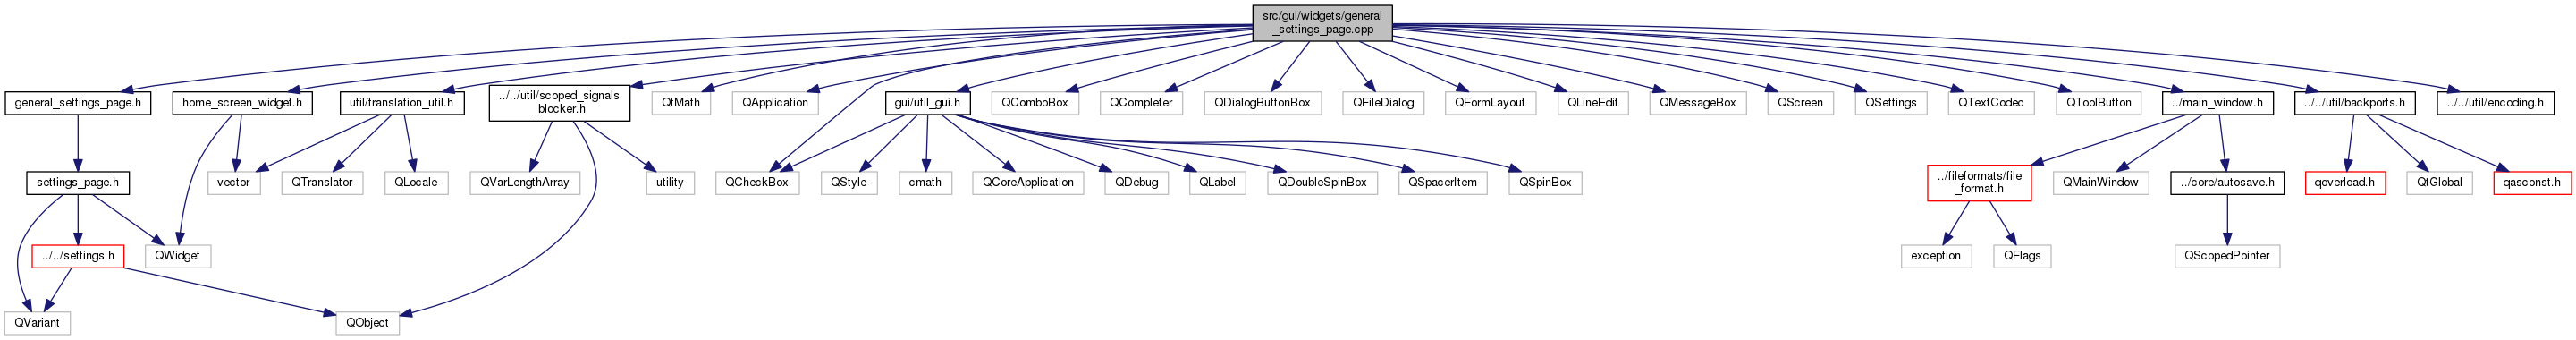 src/gui/widgets/general
_settings_page.cpp
general_settings_page.h
home_screen_widget.h
util/translation_util.h
../../util/scoped_signals
_blocker.h
QtMath
QApplication
gui/util_gui.h
QComboBox
QCompleter
QDialogButtonBox
QFileDialog
QFormLayout
QLineEdit
QMessageBox
QScreen
QSettings
QTextCodec
QToolButton
../main_window.h
../../util/backports.h
../../util/encoding.h
settings_page.h
vector
QTranslator
QLocale
QVarLengthArray
utility
QCheckBox
QStyle
cmath
QCoreApplication
QDebug
QLabel
QDoubleSpinBox
QSpacerItem
QSpinBox
../fileformats/file
_format.h
QMainWindow
../core/autosave.h
qoverload.h
QtGlobal
qasconst.h
../../settings.h
QWidget
exception
QFlags
QScopedPointer
QVariant
QObject